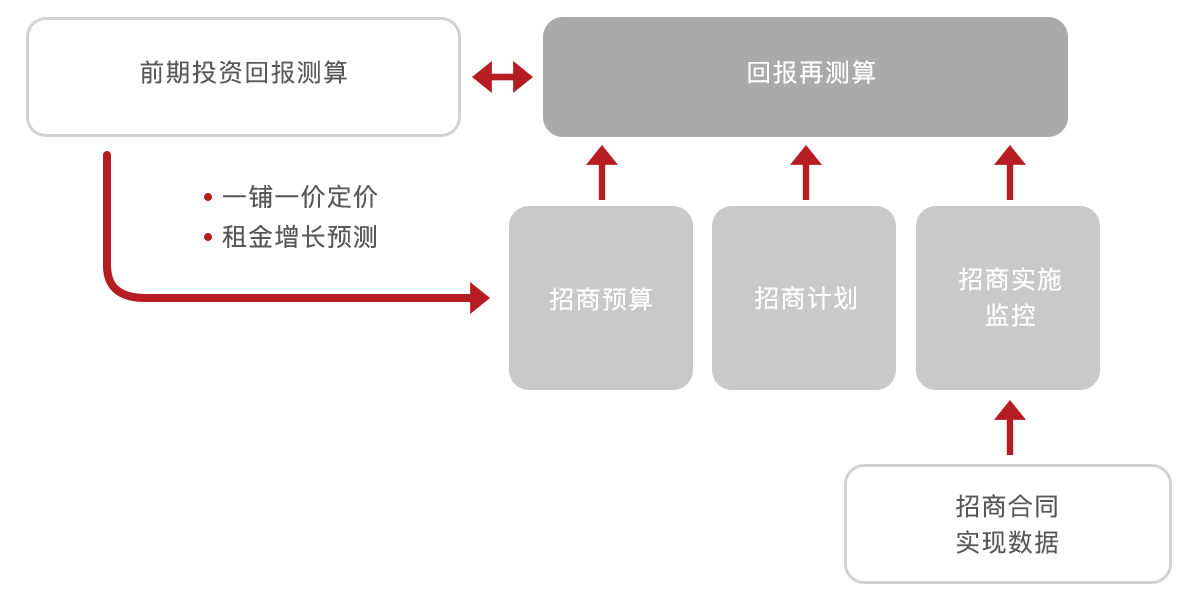 前期投资回报测算
回报再测算
一铺一价定价
租金增长预测
招商预算
招商计划
招商实施
监控
招商合同
实现数据